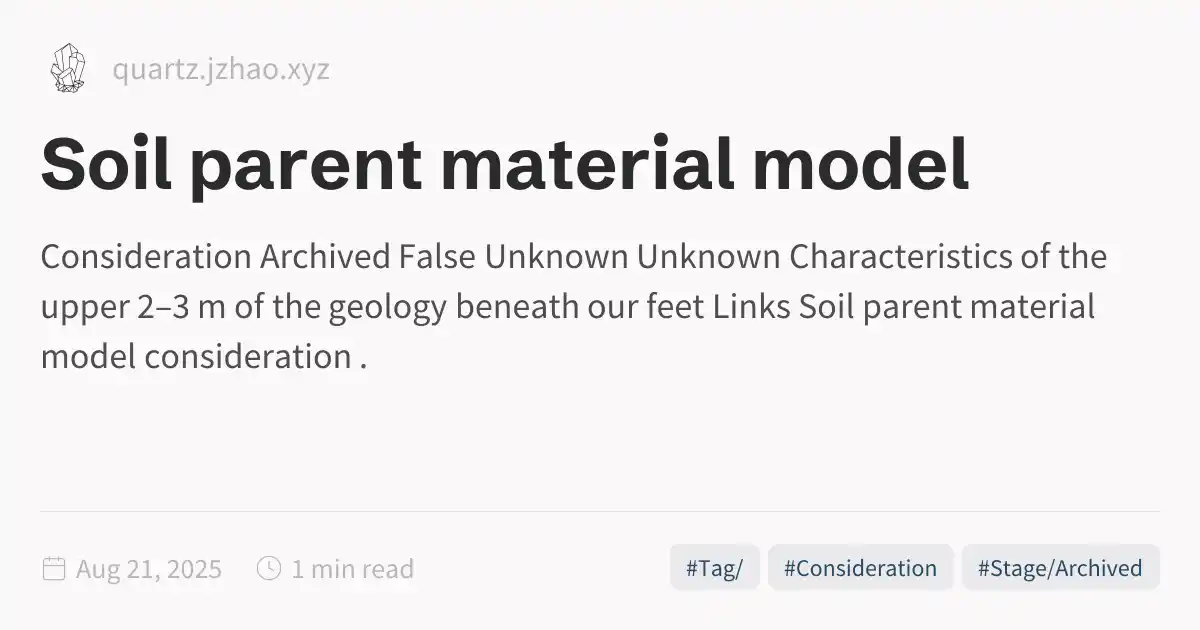 quartz.jzhao.xyz
Soil parent material model
Consideration Archived False Unknown Unknown Characteristics of the
upper 2–3 m of the geology beneath our feet Links Soil parent material
model consideration .
Aug 21, 2025 1 min read #Tag/ #Consideration #Stage/Archived